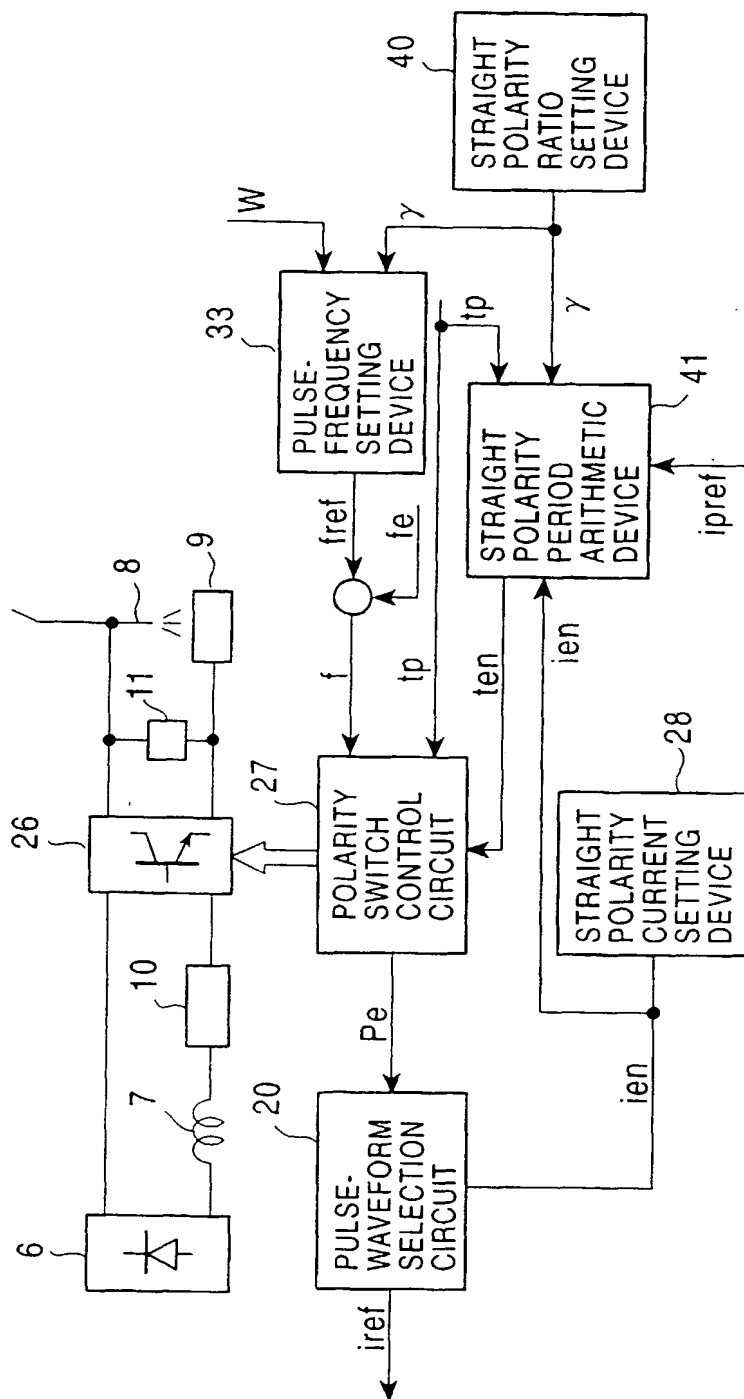 6
7
10
26
11
8
9
20
PULSE-
WAVEFORM
SELECTION
CIRCUIT
iref
Pe
27
POLARITY
SWITCH
CONTROL
CIRCUIT
f
fref
fe
33
PULSE-
FREQUENCY
SETTING
DEVICE
W
γ
tp
tp
ten
ien
ien
28
STRAIGHT
POLARITY
CURRENT
SETTING
DEVICE
STRAIGHT
POLARITY
PERIOD
ARITHMETIC
DEVICE
41
ipref
γ
40
STRAIGHT
POLARITY
RATIO
SETTING
DEVICE